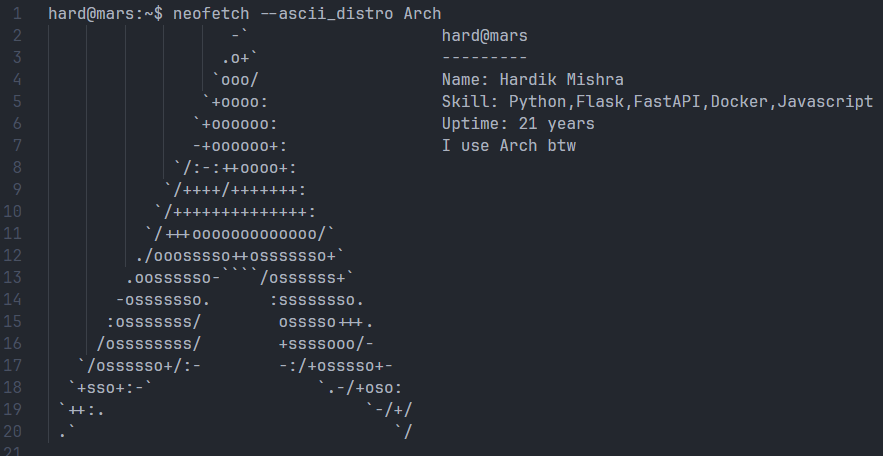 1 hard@mars:~$ neofetch --ascii_distro Arch
2                    -`                    hard@mars
3                   .o+`                   ---------
4                  `ooo/                   Name: Hardik Mishra
5                 `+oooo:                  Skill: Python,Flask,FastAPI,Docker,Javascript
6                `+oooooo:                 Uptime: 21 years
7                -+oooooo+:                I use Arch btw
8              `/:-:++oooo+:
9             `/++++/+++++++:
10            `/++++++++++++++:
11           `/+++ooooooooooooo/`
12          ./ooosssso++osssssso+`
13         .oossssso-````/ossssss+`
14        -osssssso.      :ssssssso.
15       :osssssss/        osssso+++.
16      /ossssssss/        +ssssooo/-
17    `/ossssso+/:-        -:/+osssso+-
18   `+sso+:-`                 `.-/+oso:
19  `++:.                           `-/+/
20  .`                                 `/
21